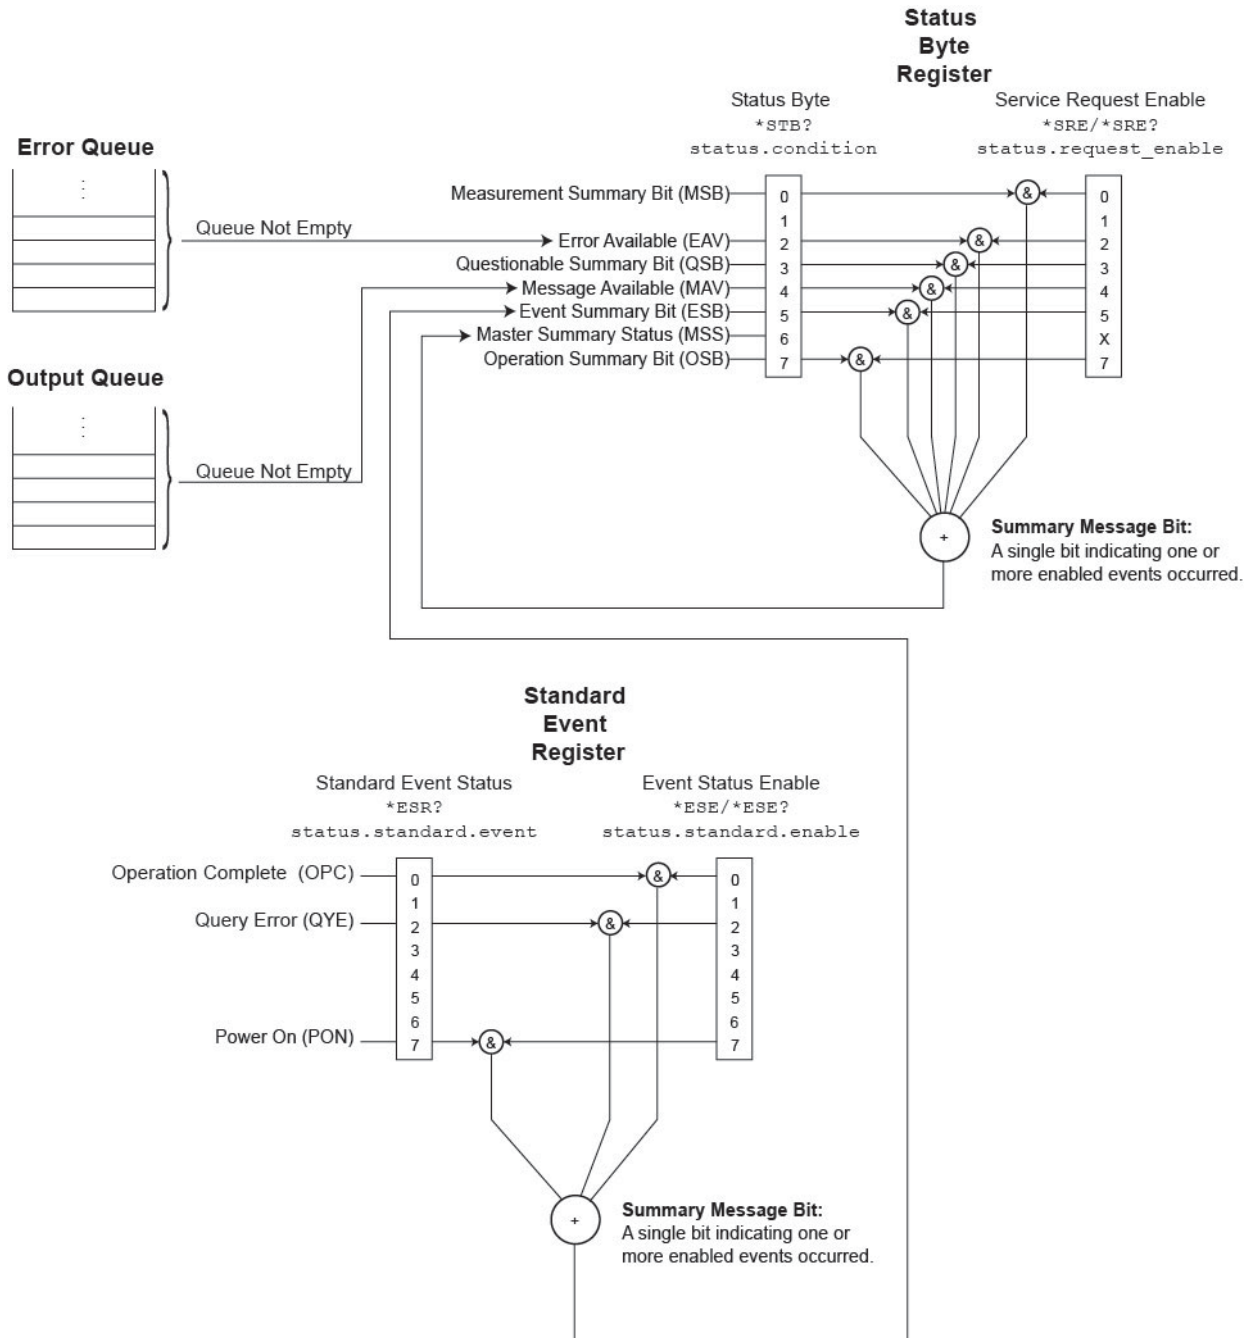 Status
Byte
Register
Status Byte
*STB?
status.condition
Service Request Enable
*SRE/*SRE?
status.request_enable
Error Queue
Queue Not Empty
Output Queue
Queue Not Empty
Measurement Summary Bit (MSB)
Error Available (EAV)
Questionable Summary Bit (QSB)
Message Available (MAV)
Event Summary Bit (ESB)
Master Summary Status (MSS)
Operation Summary Bit (OSB)
0
1
2
3
4
5
6
7
&
&
&
&
&
&
0
1
2
3
4
5
X
7
+
Summary Message Bit:
A single bit indicating one or
more enabled events occurred.
Standard
Event
Register
Standard Event Status
*ESR?
status.standard.event
Event Status Enable
*ESE/*ESE?
status.standard.enable
Operation Complete (OPC)
Query Error (QYE)
Power On (PON)
0
1
2
3
4
5
6
7
&
&
&
0
1
2
3
4
5
6
7
+
Summary Message Bit:
A single bit indicating one or
more enabled events occurred.